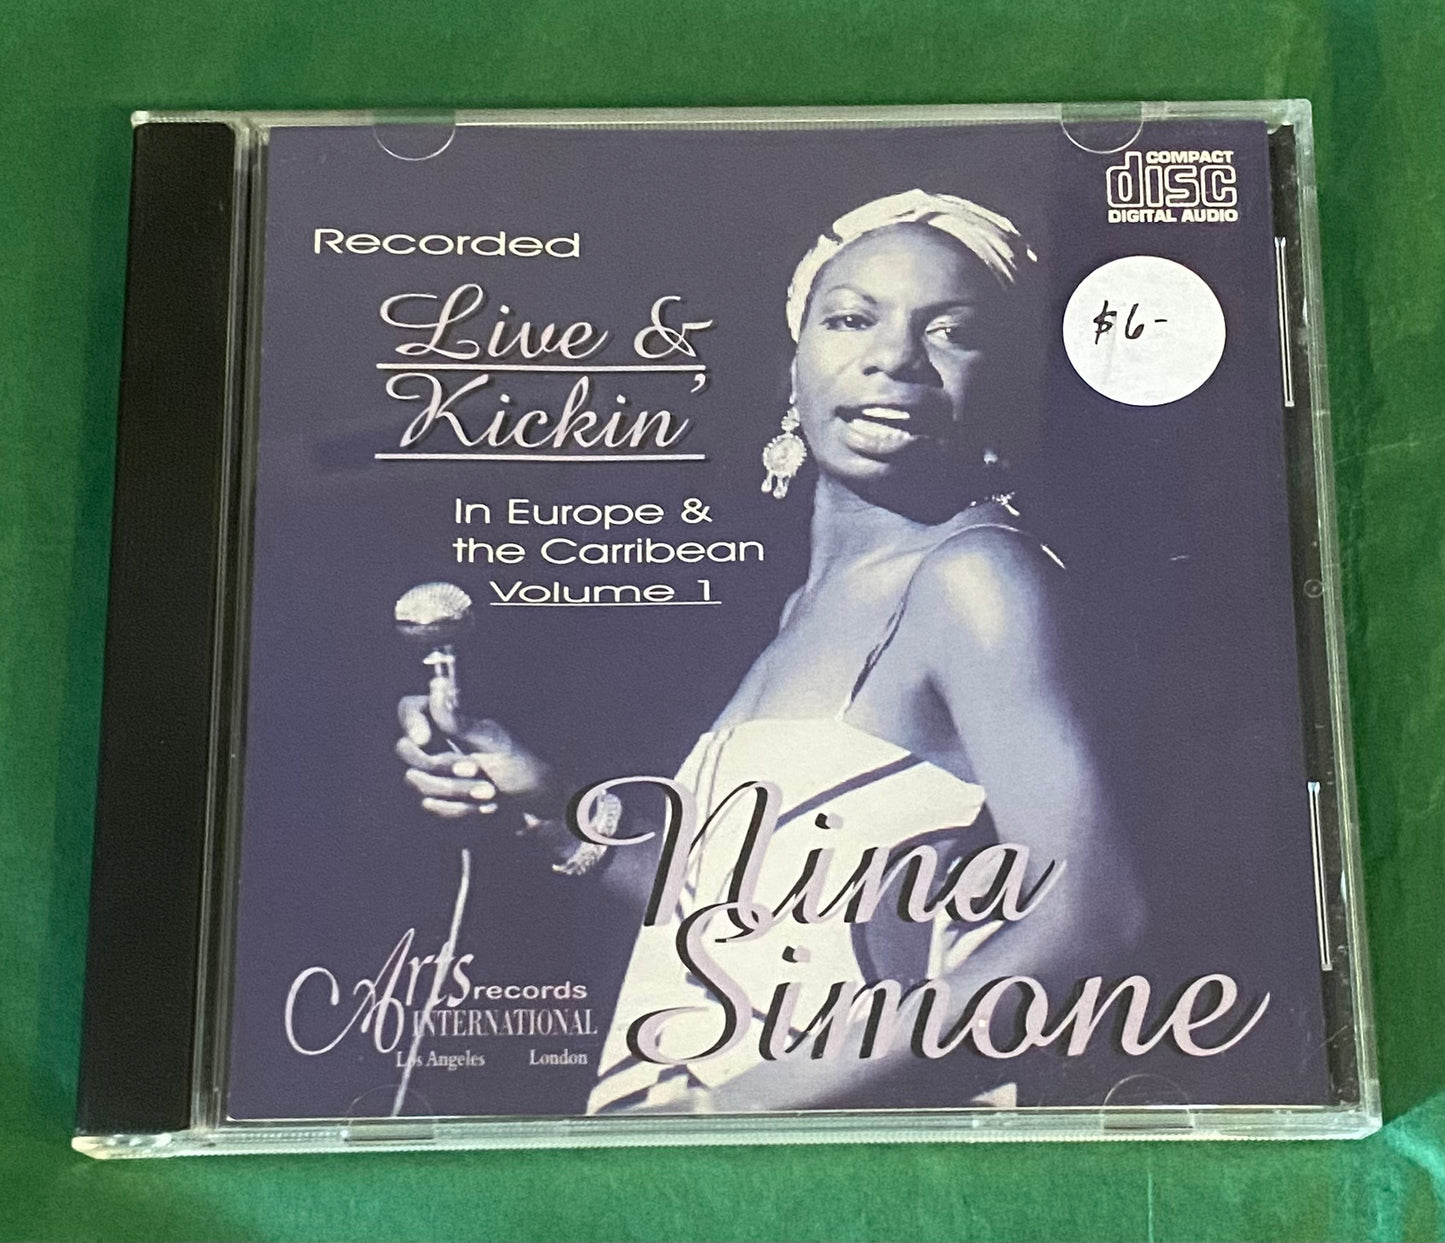 COMPACT
disc
DIGITAL AUDIO
Recorded
Live &
Kickin'
$6-
In Europe &
the Carribean
Volume 1
Nina
Simone
Arts records
INTERNATIONAL
Los Angeles London